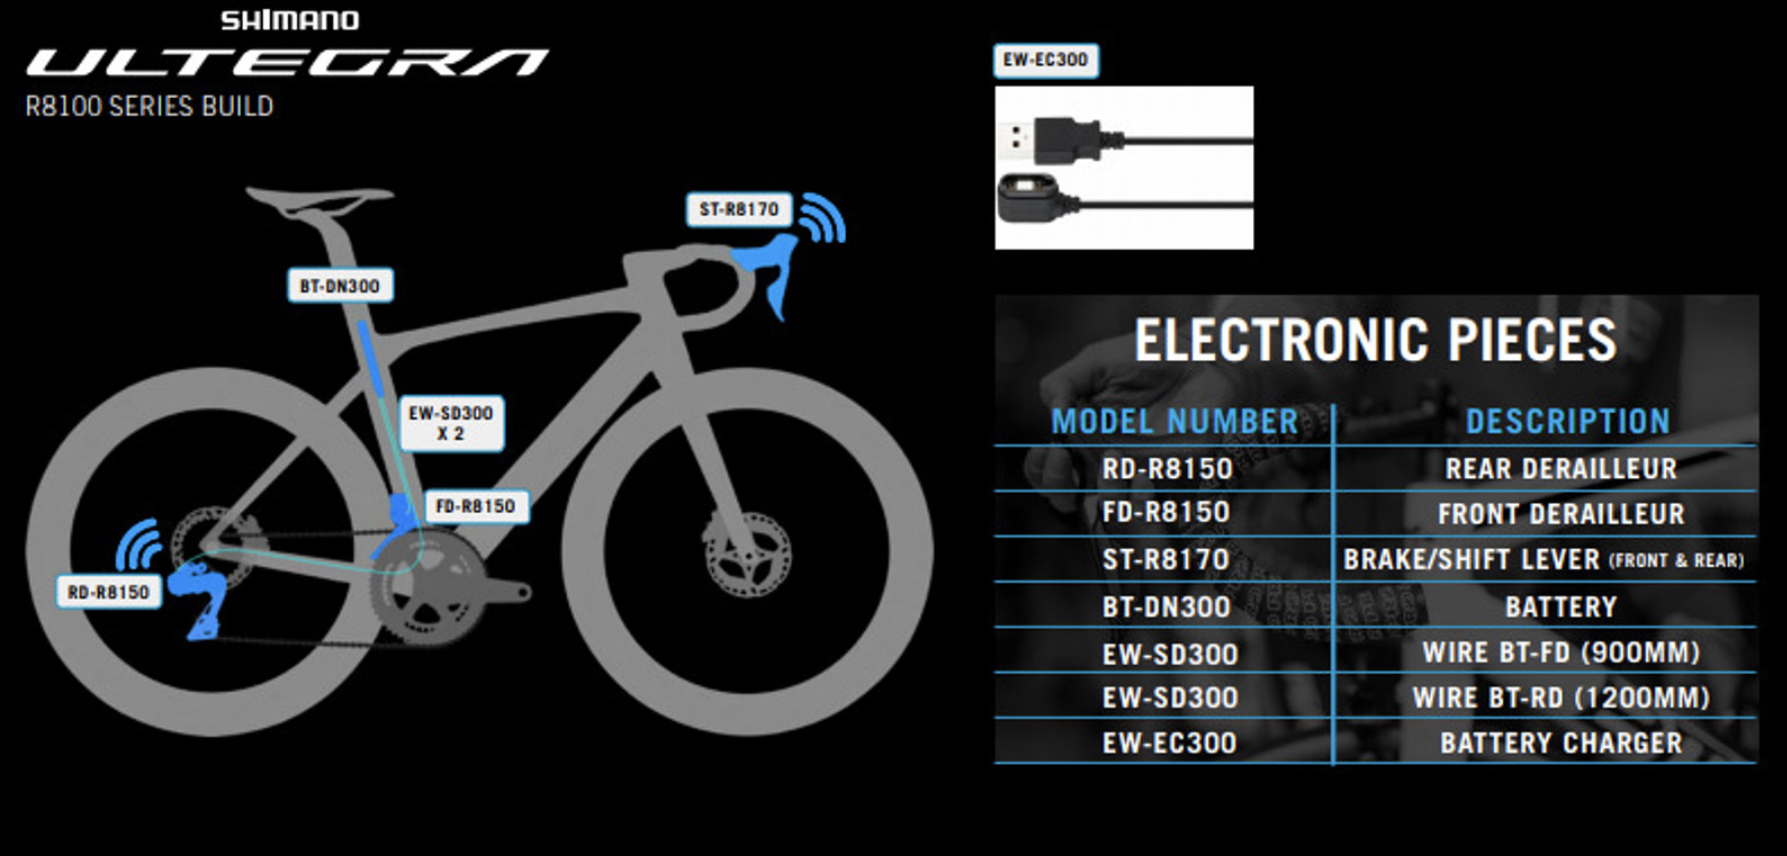 SHIMANO
ULTEGRA
R8100 SERIES BUILD
EW-EC300
ST-R8170
BT-DN300
EW-SD300
X 2
FD-R8150
RD-R8150
ELECTRONIC PIECES
MODEL NUMBER DESCRIPTION
RD-R8150 REAR DERAILLEUR
FD-R8150 FRONT DERAILLEUR
ST-R8170 BRAKE/SHIFT LEVER (FRONT & REAR)
BT-DN300 BATTERY
EW-SD300 WIRE BT-FD (900MM)
EW-SD300 WIRE BT-RD (1200MM)
EW-EC300 BATTERY CHARGER